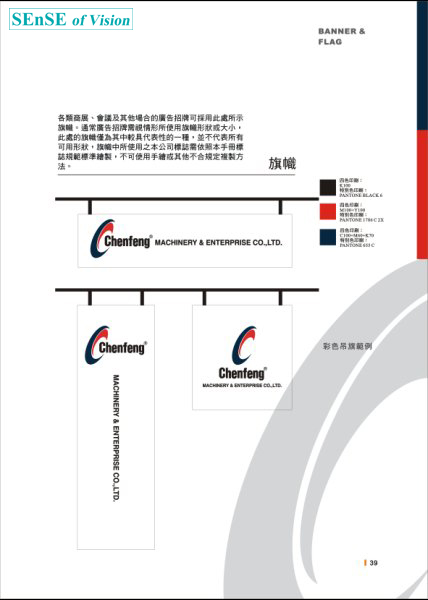 SEnSE of Vision
BANNER &
FLAG
各類商展、會議及其他場合的廣告招牌可採用此處所示
旗幟。通常廣告招牌需視情形所使用旗幟形狀或大小，
此處的旗幟僅為其中較具代表性的一種，並不代表所有
可用形狀，旗幟中所使用之本公司標誌需依照本手冊標
誌規範標準繪製，不可使用手繪或其他不合規定複製方
法。
旗幟
四色印刷：
K100
特別色印刷：
PANTONE BLACK 6
四色印刷：
M100+Y100
特別色印刷：
PANTONE 1788 C 2X
四色印刷：
C100+M60+K70
特別色印刷：
PANTONE 655 C
Chenfeng® MACHINERY & ENTERPRISE CO.,LTD.
Chenfeng®
MACHINERY & ENTERPRISE CO.,LTD.
Chenfeng®
MACHINERY & ENTERPRISE CO.,LTD.
彩色吊旗範例
39